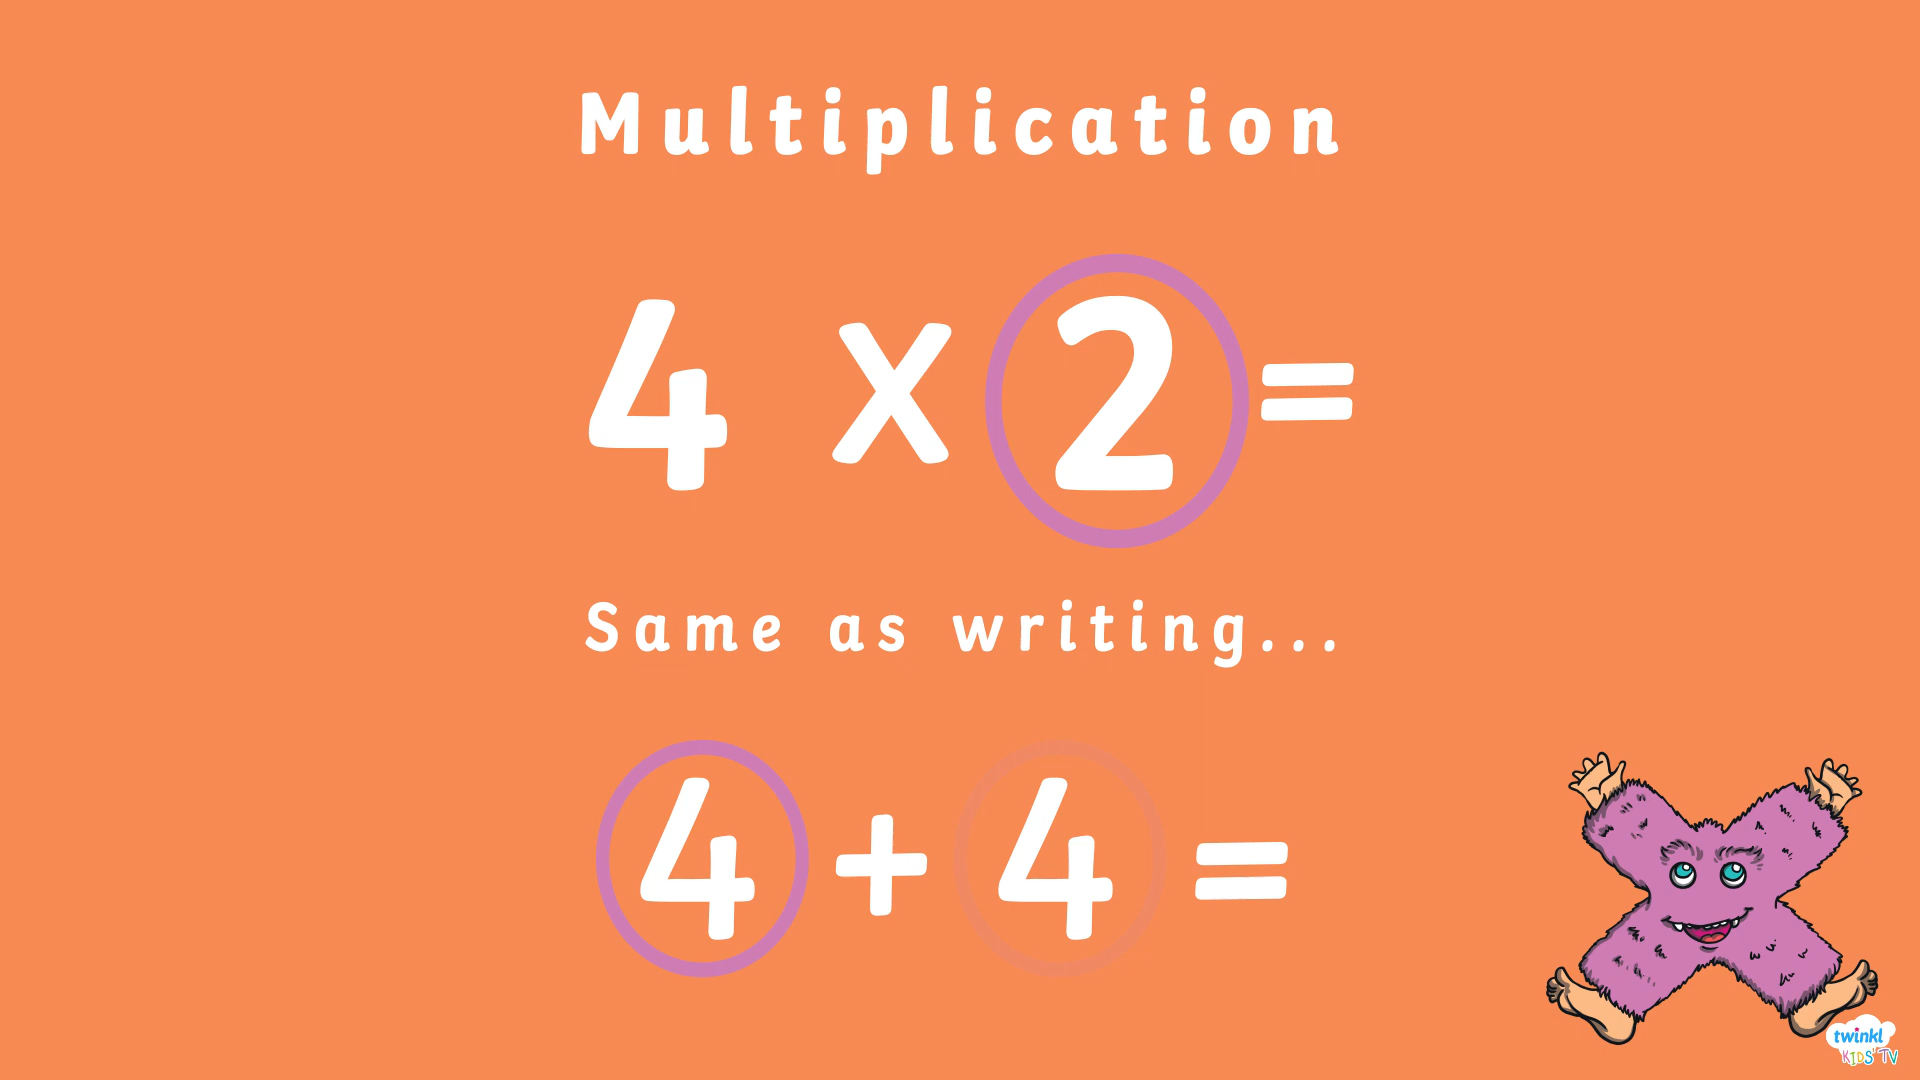 Multiplication
4 x 2 =
Same as writing...
4 + 4 =
twinkl
KIDS' TV